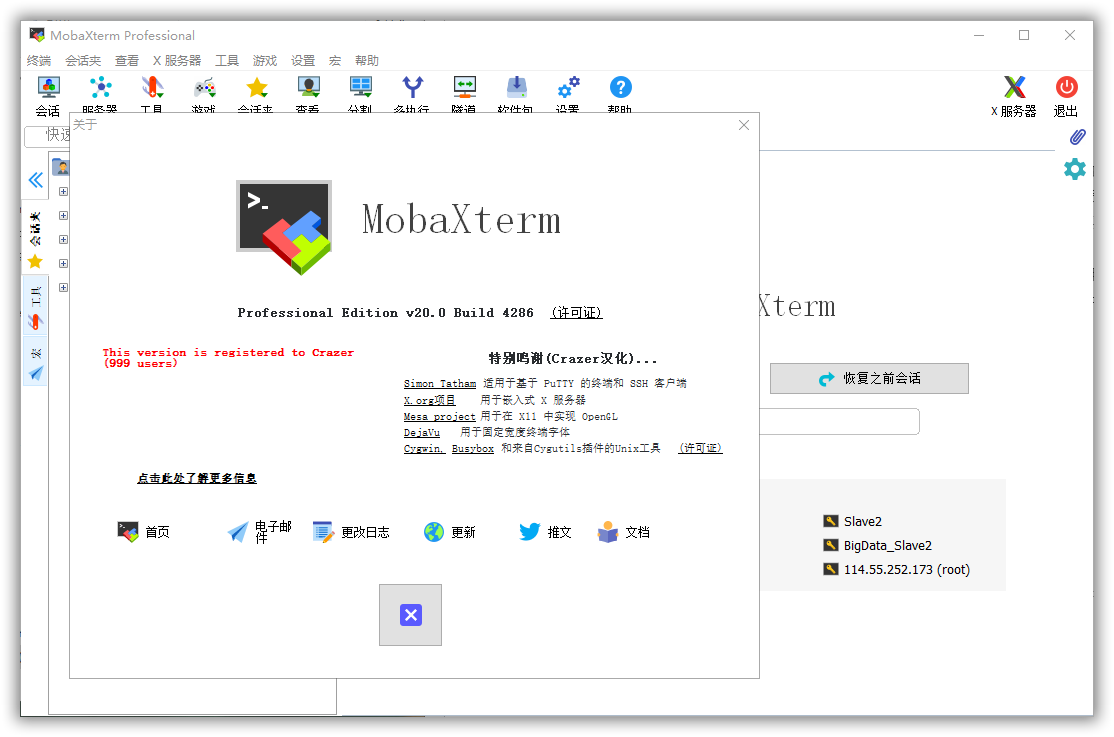 MobaXterm Professional
终端 会话夹 查看 X 服务器 工具 游戏 设置 宏 帮助
会话 服务器 工具 游戏 会话夹 查看 分割 多执行 隧道 软件包 设置 帮助 X 服务器 退出
快速
关于
会话夹
工具
宏
MobaXterm
Professional Edition v20.0 Build 4286 (许可证)
This version is registered to Crazer
(999 users)
特别鸣谢(Crazer汉化)...
Simon Tatham 适用于基于 PuTTY 的终端和 SSH 客户端
X.org项目 用于嵌入式 X 服务器
Mesa project 用于在 X11 中实现 OpenGL
DejaVu 用于固定宽度终端字体
Cygwin, Busybox 和来自Cygutils插件的Unix工具 (许可证)
点击此处了解更多信息
首页 电子邮件 更改日志 更新 推文 文档
Xterm
恢复之前会话
Slave2
BigData_Slave2
114.55.252.173 (root)